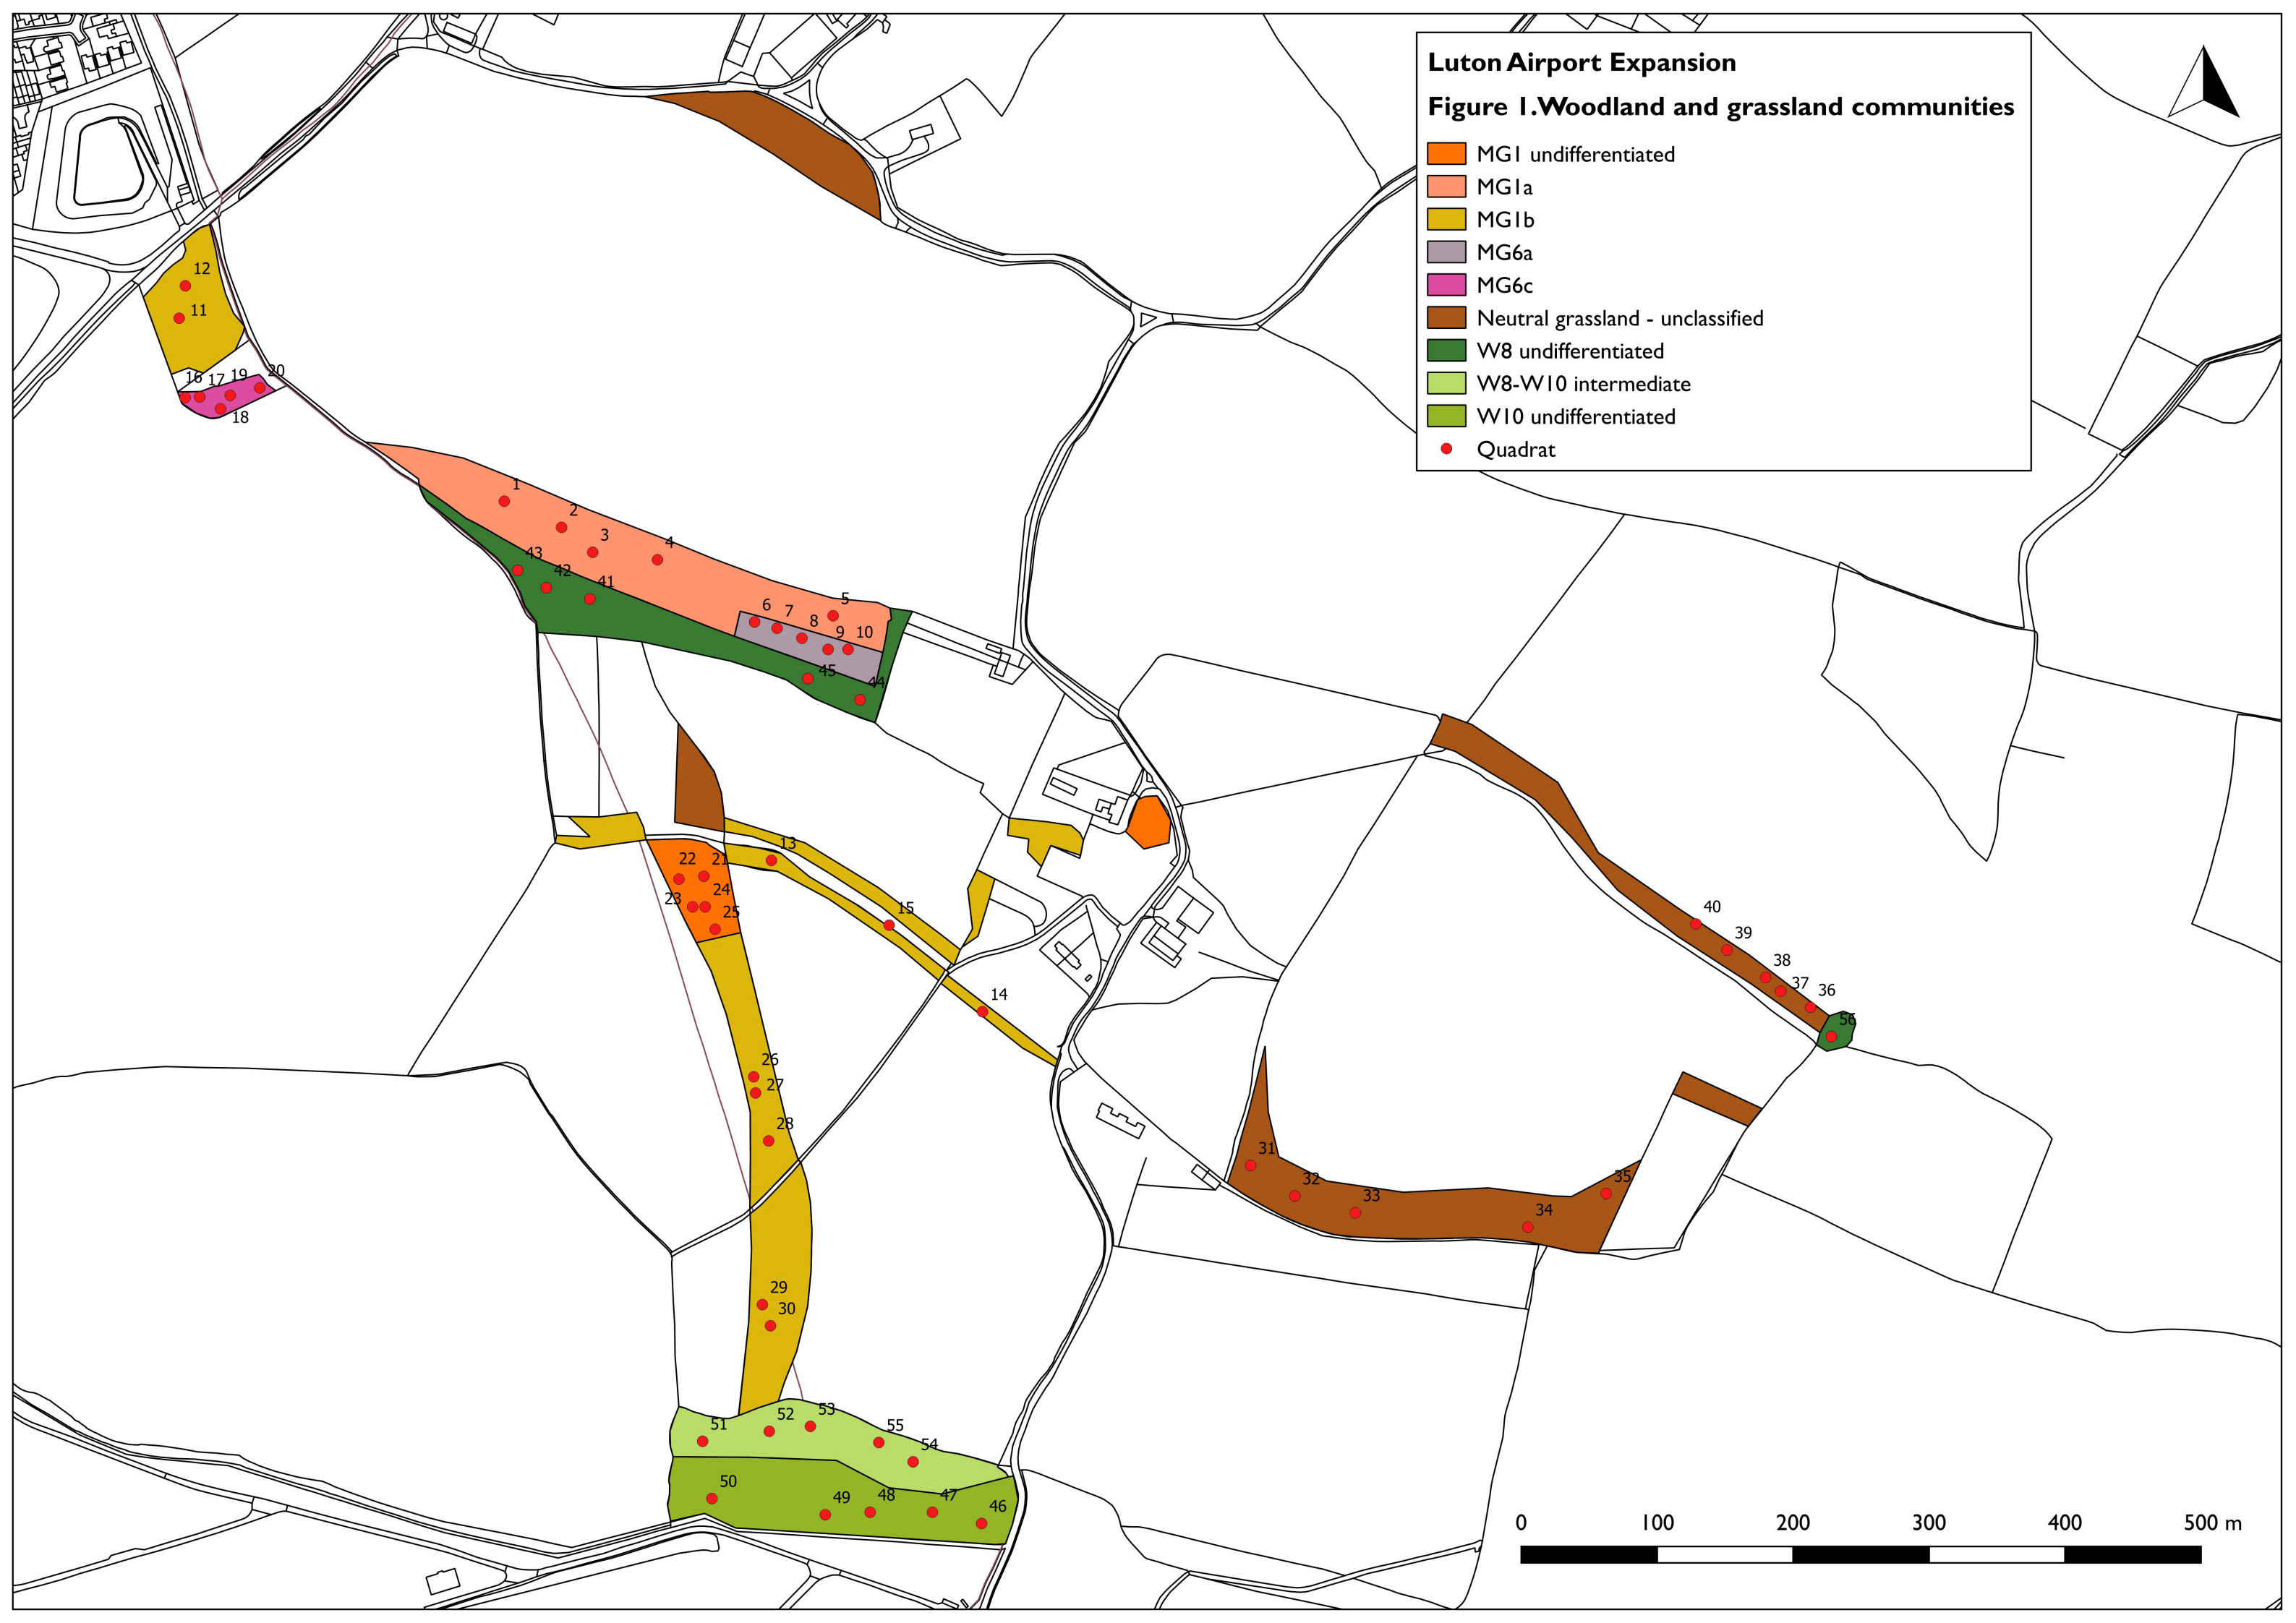 Luton Airport Expansion
Figure 1. Woodland and grassland communities
MG1 undifferentiated
MG1a
MG1b
MG6a
MG6c
Neutral grassland - unclassified
W8 undifferentiated
W8-W10 intermediate
W10 undifferentiated
Quadrat
12
11
16 17 19 20
18
1
2
3
4
43
42
41
5
6 7 8 9 10
45
44
13
22 21
24
23
25
15
14
40
39
38
37 36
56
26
27
28
31
32
33
34
35
29
30
51 52 53
55
54
50
49 48 47 46
0 100 200 300 400 500 m